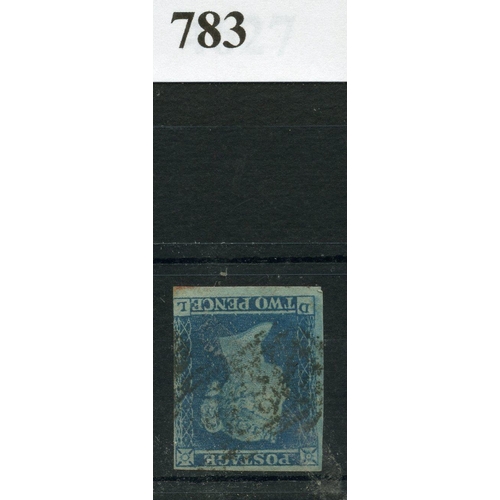 783
POSTAGE
D TWO PENCE L